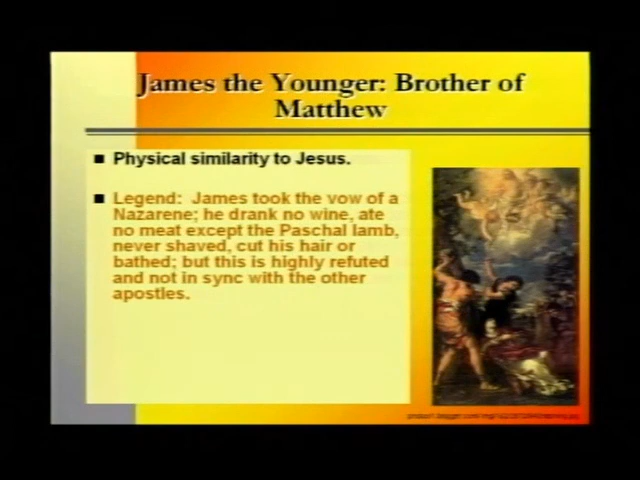 James the Younger: Brother of
Matthew
Physical similarity to Jesus.
Legend: James took the vow of a
Nazarene; he drank no wine, ate
no meat except the Paschal lamb,
never shaved, cut his hair or
bathed; but this is highly refuted
and not in sync with the other
apostles.